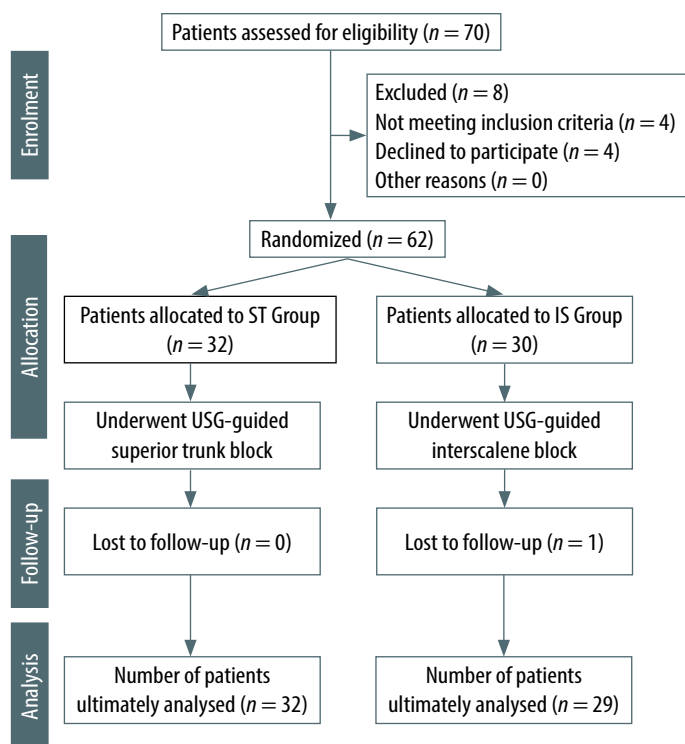 Patients assessed for eligibility (n = 70)
Enrolment
Excluded (n = 8)
Not meeting inclusion criteria (n = 4)
Declined to participate (n = 4)
Other reasons (n = 0)
Randomized (n = 62)
Allocation
Patients allocated to ST Group
(n = 32)
Patients allocated to IS Group
(n = 30)
Underwent USG-guided
superior trunk block
Underwent USG-guided
interscalene block
Follow-up
Lost to follow-up (n = 0)
Lost to follow-up (n = 1)
Analysis
Number of patients
ultimately analysed (n = 32)
Number of patients
ultimately analysed (n = 29)